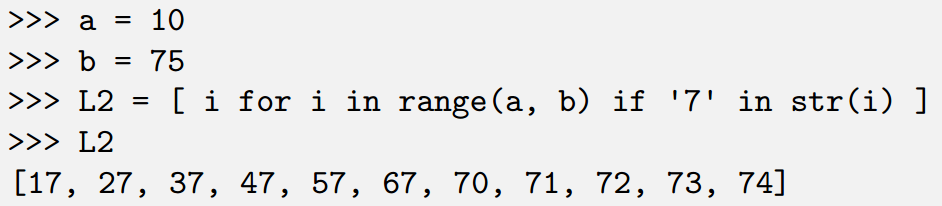 >>> a = 10
>>> b = 75
>>> L2 = [ i for i in range(a, b) if '7' in str(i) ]
>>> L2
[17, 27, 37, 47, 57, 67, 70, 71, 72, 73, 74]